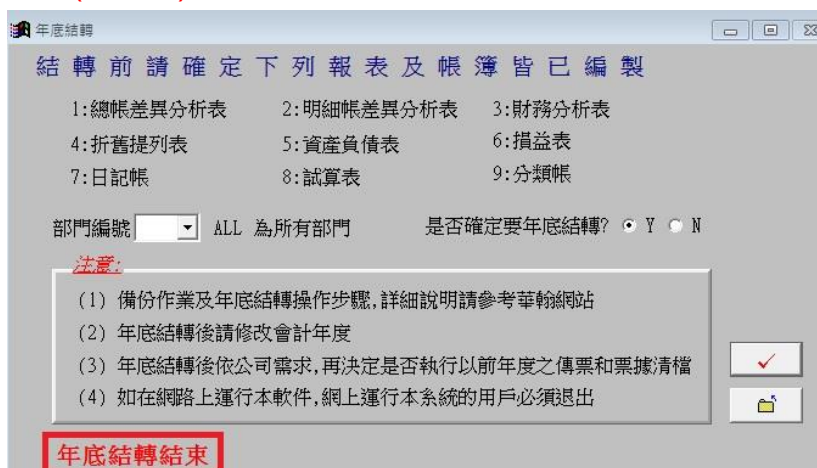 年底結轉
結轉前請確定下列報表及帳簿皆已編製
1:總帳差異分析表 2:明細帳差異分析表 3:財務分析表
4:折舊提列表 5:資產負債表 6:損益表
7:日記帳 8:試算表 9:分類帳
部門編號 ALL 為所有部門 是否確定要年底結轉? Y N
注意:
(1) 備份作業及年底結轉操作步驟,詳細說明請參考華翰網站
(2) 年底結轉後請修改會計年度
(3) 年底結轉後依公司需求,再決定是否執行以前年度之傳票和票據清檔
(4) 如在網路上運行本軟件,網上運行本系統的用戶必須退出
年底結轉結束